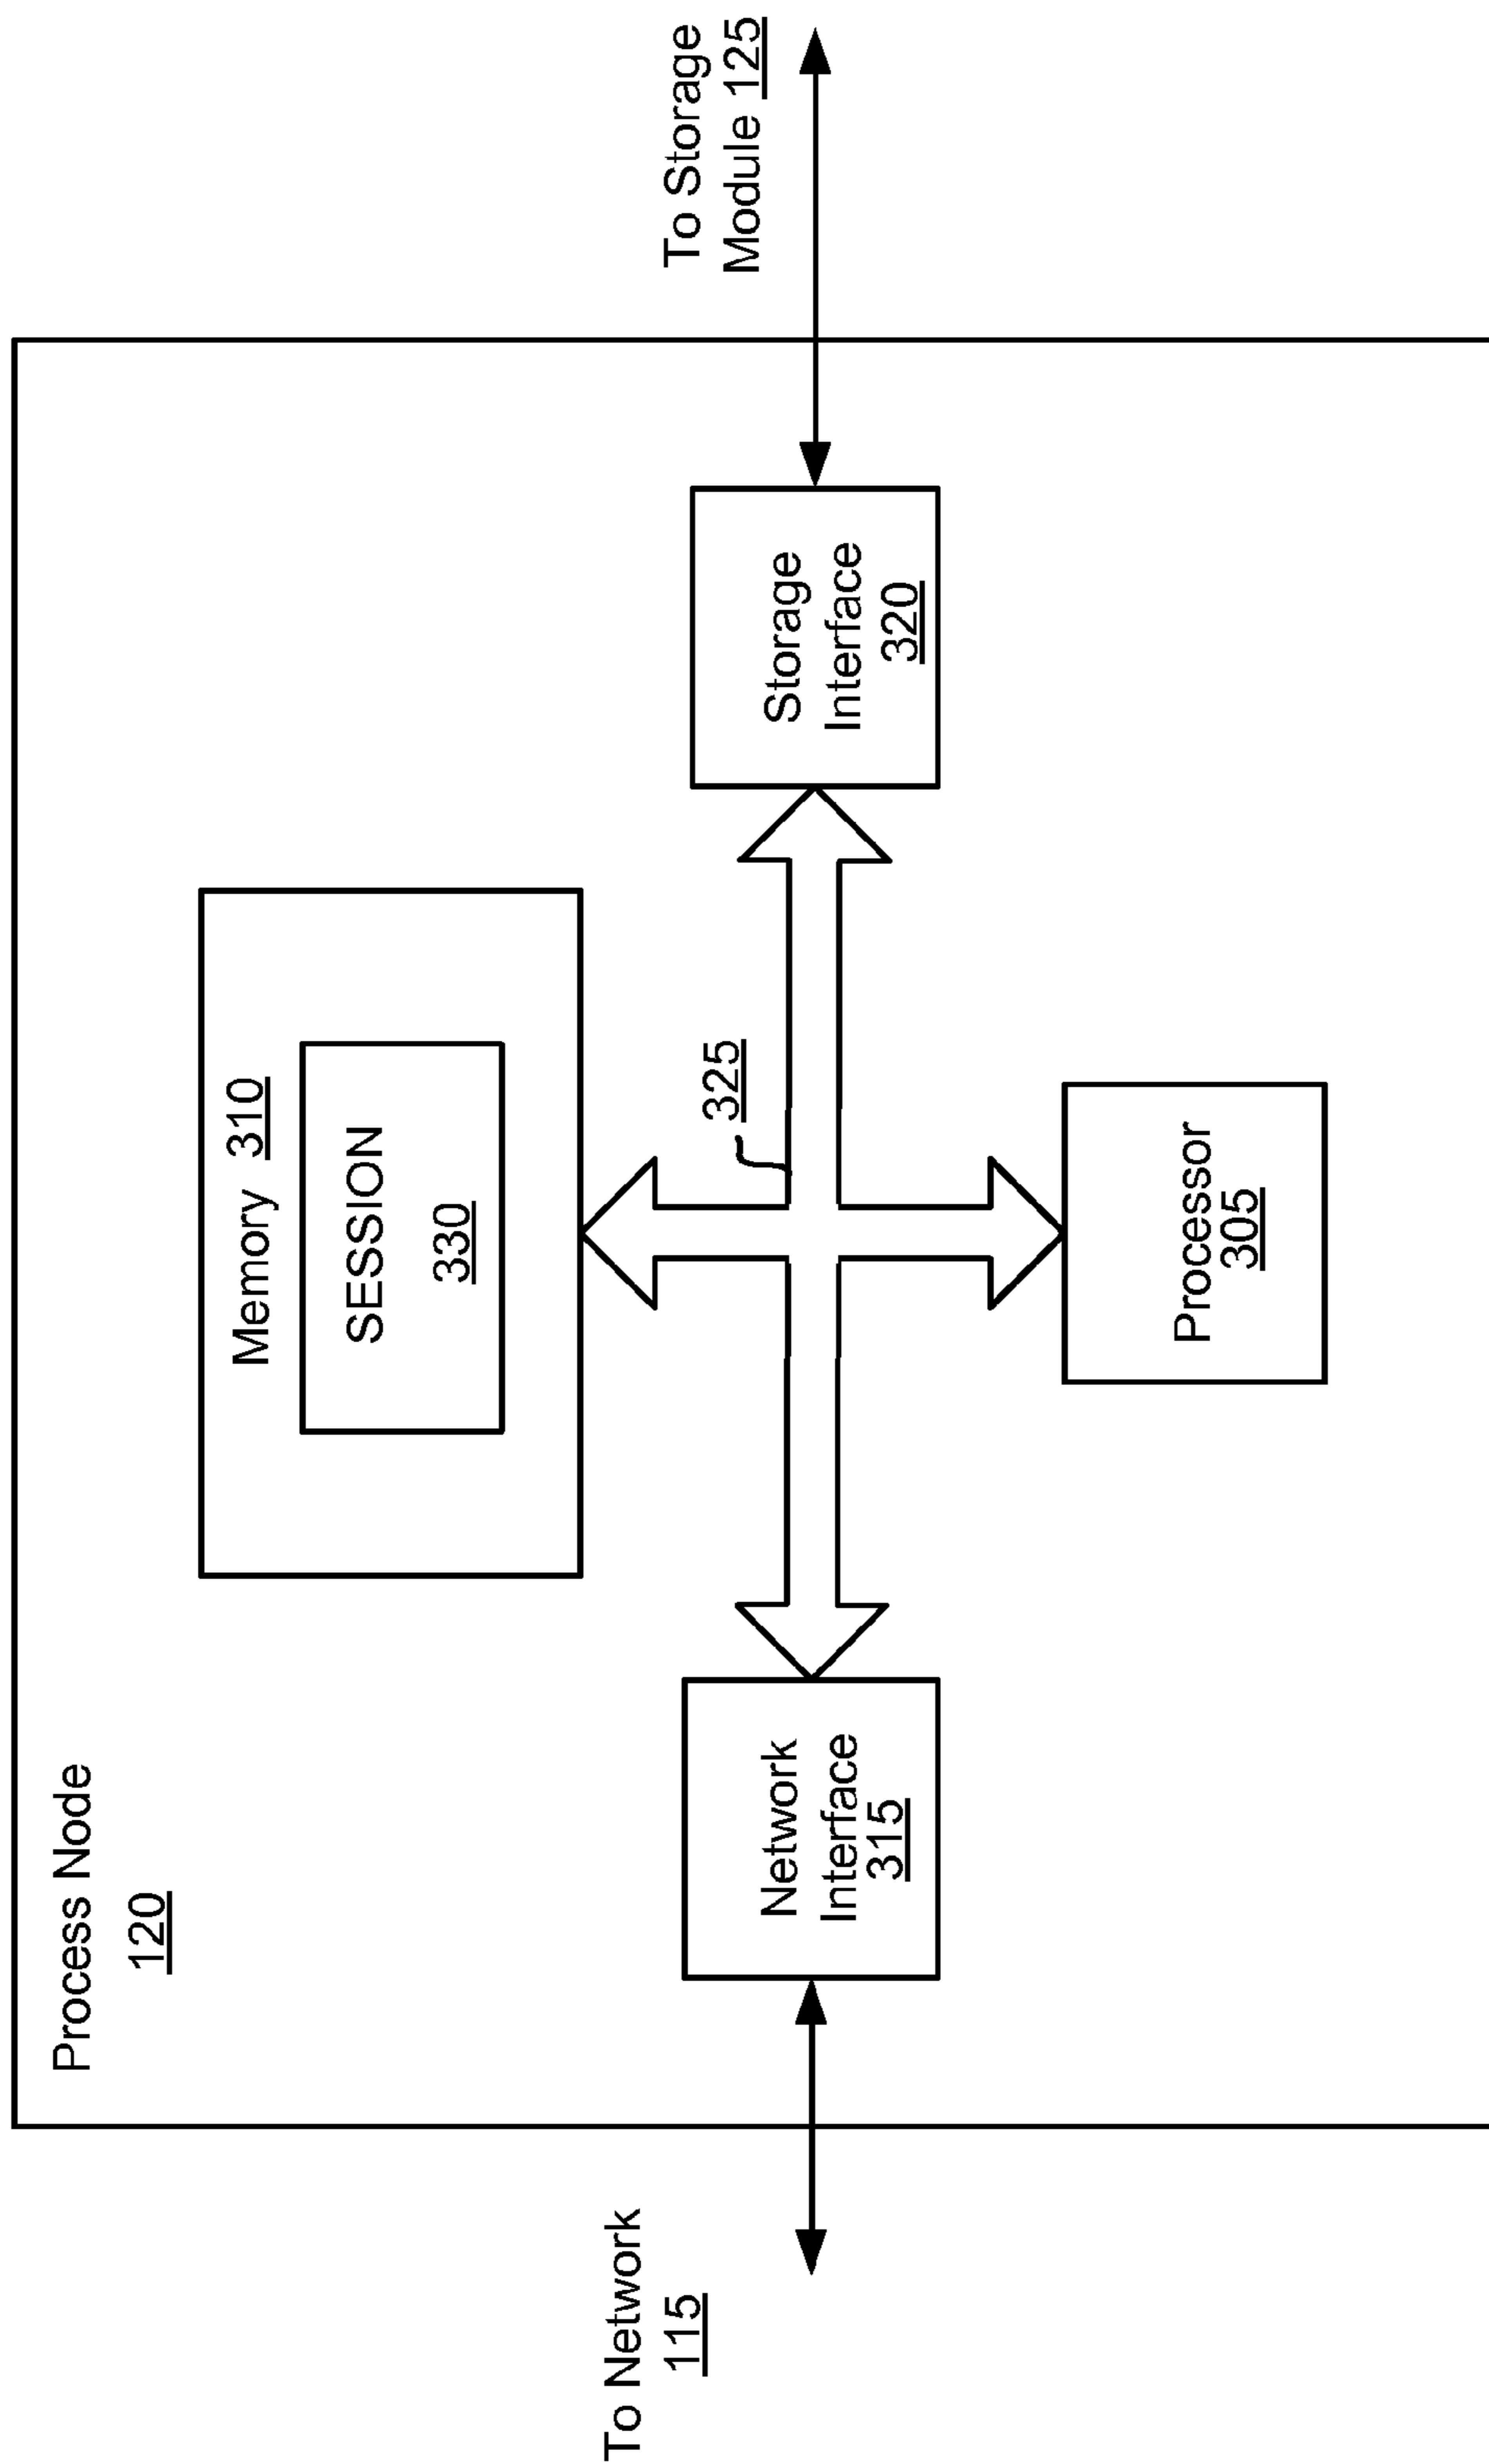 Process Node
120
Memory 310
SESSION
330
To Network
115
Network
Interface
315
325
Storage
Interface
320
To Storage
Module 125
Processor
305